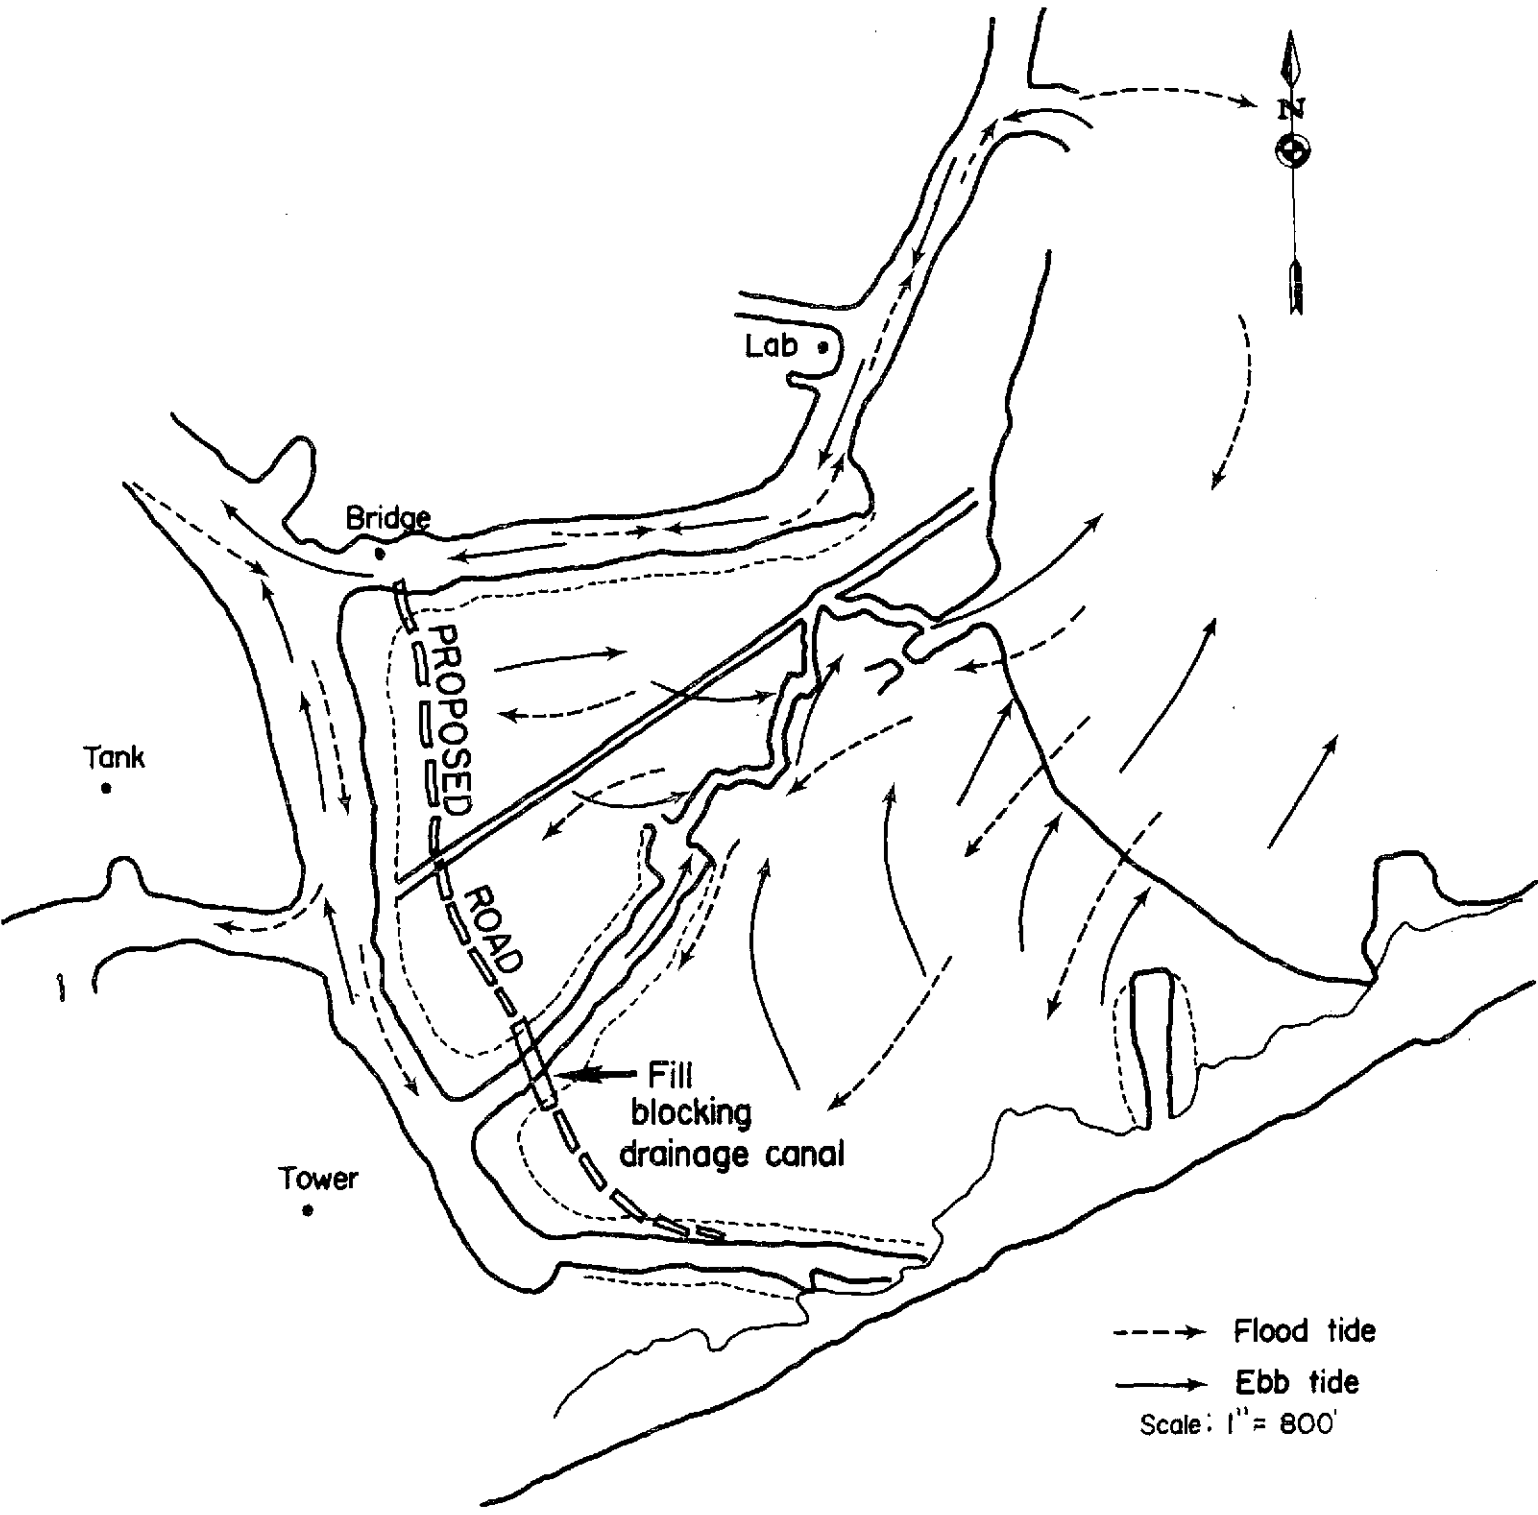 N
Lab
Bridge
PROPOSED
Tank
ROAD
Fill
blocking
drainage canal
Tower
Flood tide
Ebb tide
Scale: 1"= 800'